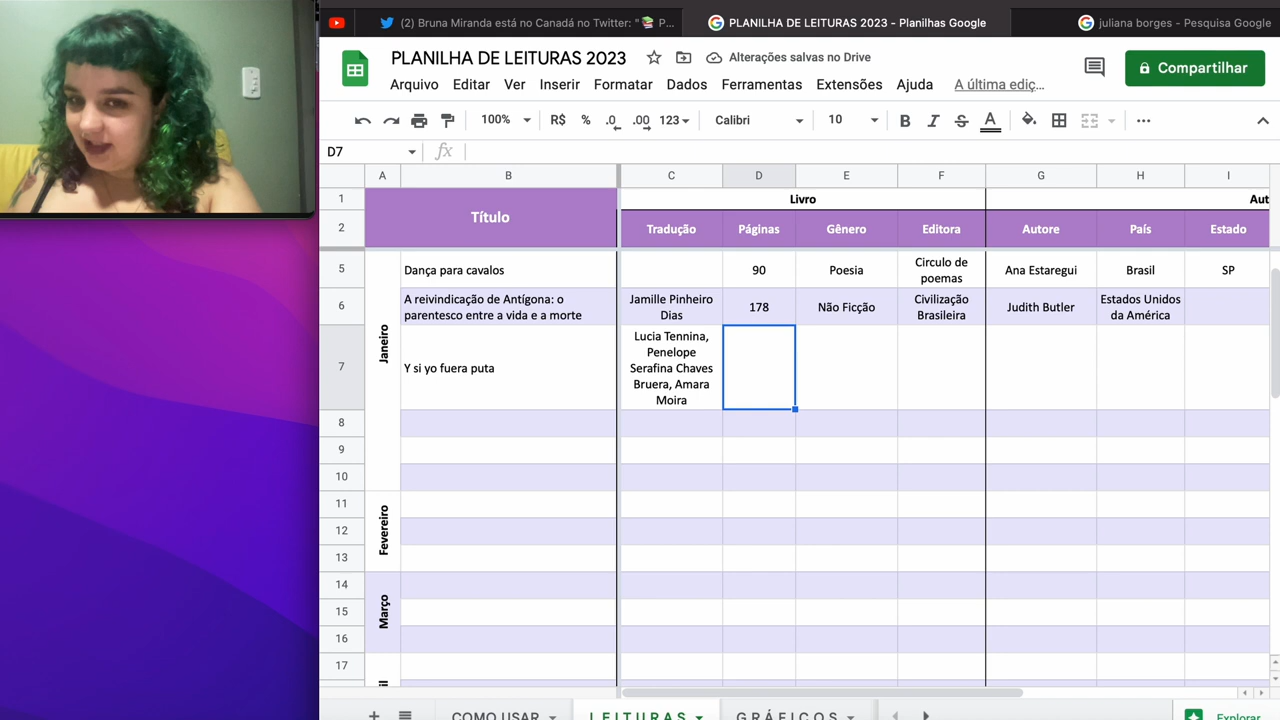 (2) Bruna Miranda está no Canadá no Twitter: "📚 P...
PLANILHA DE LEITURAS 2023 - Planilhas Google
juliana borges - Pesquisa Google
PLANILHA DE LEITURAS 2023
Alterações salvas no Drive
Compartilhar
Arquivo Editar Ver Inserir Formatar Dados Ferramentas Extensões Ajuda A última ediç...
100% R$ % .0 .00 123 Calibri 10 B I S A ...
D7 fx
A B C D E F G H I
1 Livro Aut
Título
2 Tradução Páginas Gênero Editora Autore País Estado
5 Dança para cavalos 90 Poesia Circulo de
poemas Ana Estaregui Brasil SP
6 A reivindicação de Antígona: o
parentesco entre a vida e a morte Jamille Pinheiro
Dias 178 Não Ficção Civilização
Brasileira Judith Butler Estados Unidos
da América
Janeiro
7 Y si yo fuera puta Lucia Tennina,
Penelope
Serafina Chaves
Bruera, Amara
Moira
8
9
10
11
Fevereiro
12
13
14
Março
15
16
17
COMO USAR LEITURAS GRÁFICOS Explorar